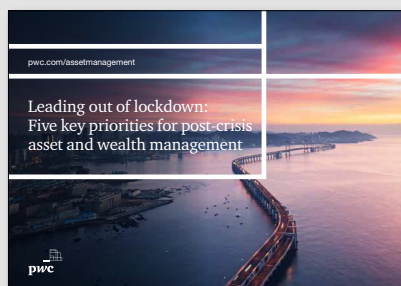 pwc.com/assetmanagement
Leading out of lockdown:
Five key priorities for post-crisis
asset and wealth management
pwc